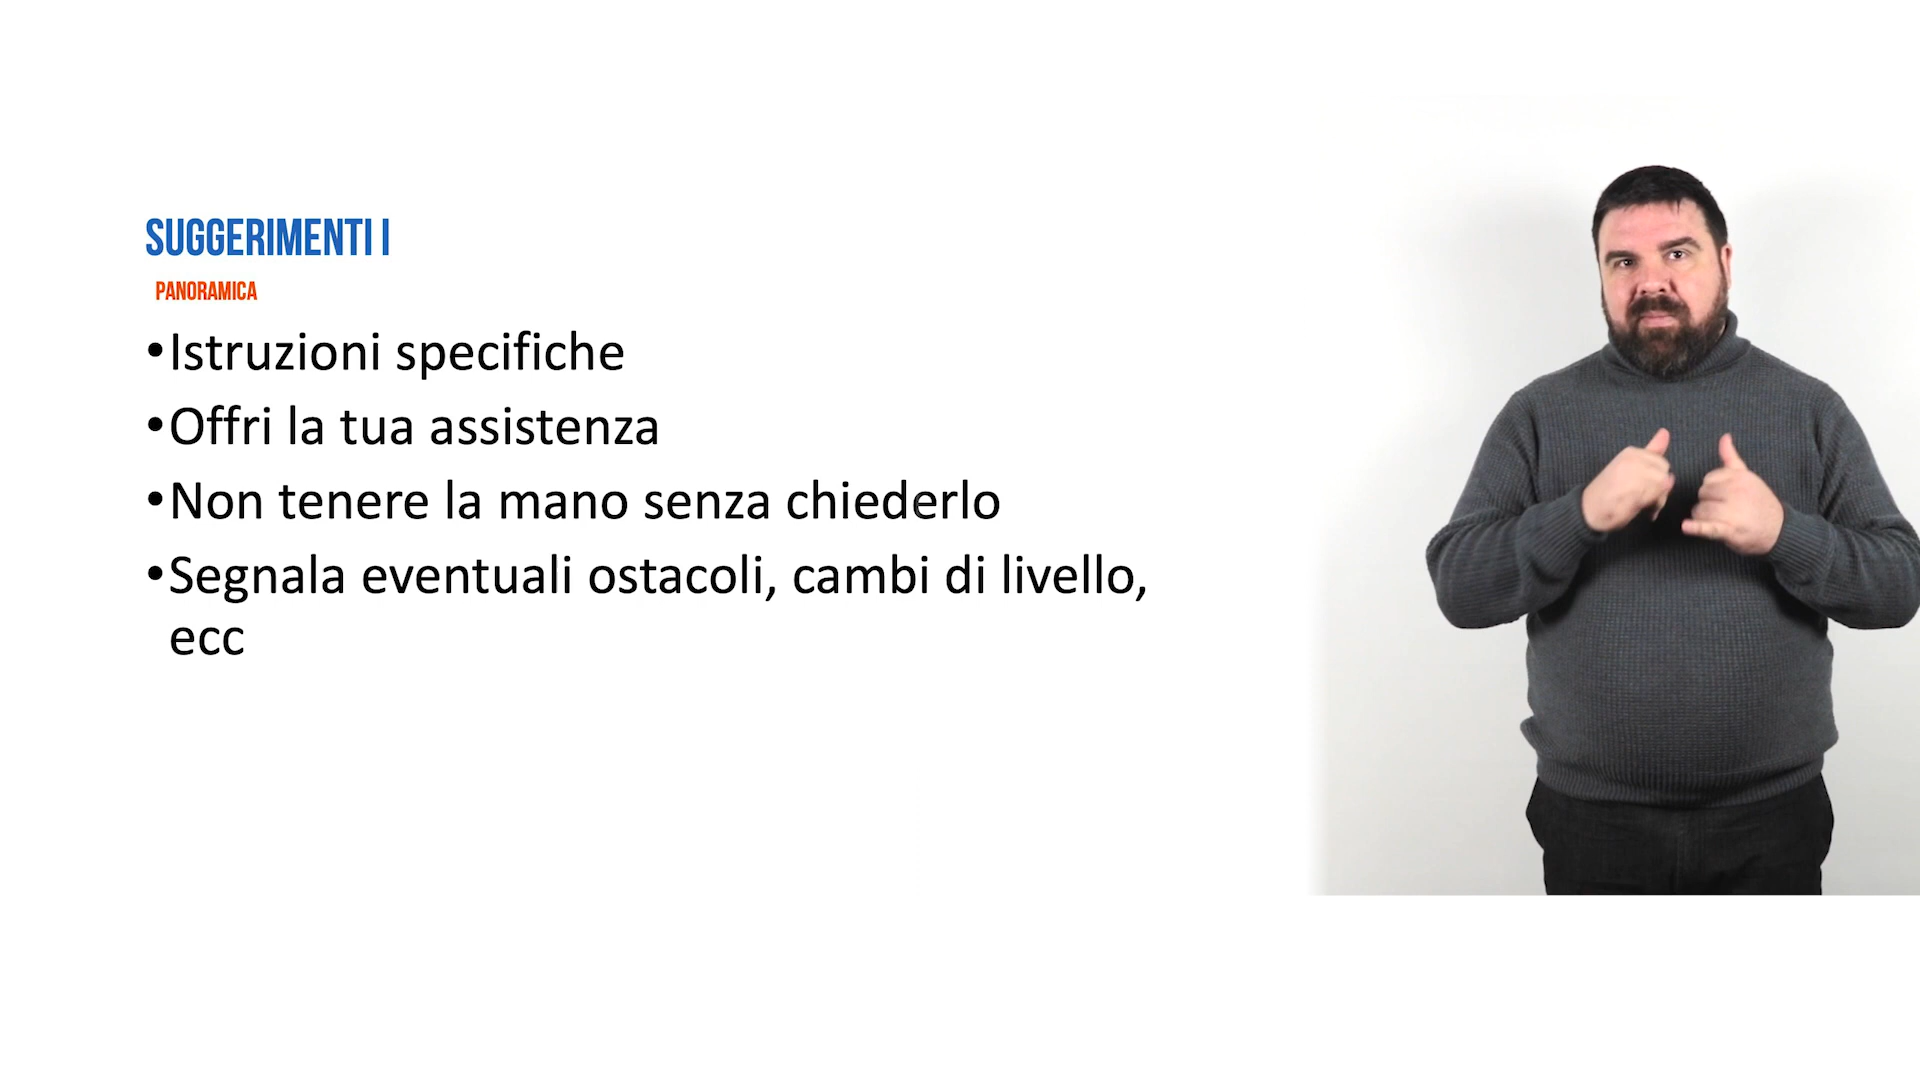 SUGGERIMENTI I
PANORAMICA
•Istruzioni specifiche
•Offri la tua assistenza
•Non tenere la mano senza chiederlo
•Segnala eventuali ostacoli, cambi di livello,
ecc